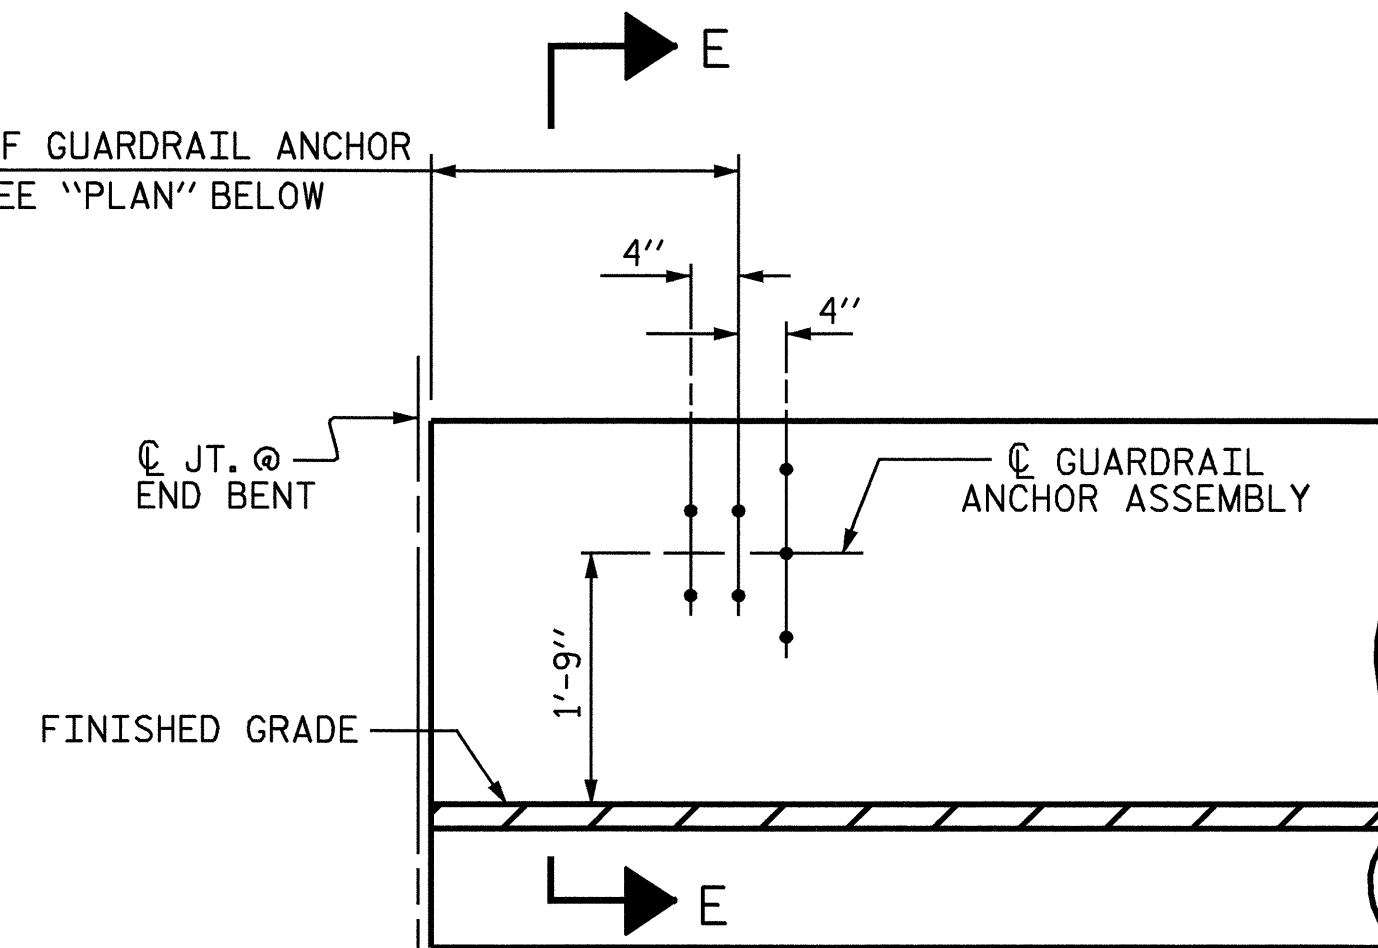 E
F GUARDRAIL ANCHOR
EE "PLAN" BELOW
4"
4"
℄ JT. @
END BENT
℄ GUARDRAIL
ANCHOR ASSEMBLY
1'-9"
FINISHED GRADE
E